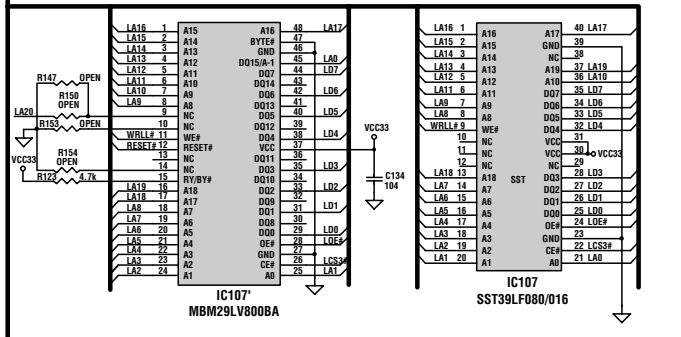 LA16 1 A15 A16 48 LA17
LA15 2 A14 BYTE# 47
LA14 3 A13 GND 46
LA13 4 A12 DQ15/A-1 45 LA0
LA12 5 A11 DQ7 44 LD7
LA11 6 A10 DQ14 43
LA10 7 A9 DQ6 42 LD6
LA9 8 A8 DQ13 41
9 NC DQ5 40 LD5
10 NC DQ12 39
WRLL# 11 WE# DQ4 38 LD4
RESET# 12 RESET# VCC 37
13 NC DQ11 36
14 NC DQ3 35 LD3
15 RY/BY# DQ10 34
LA19 16 A18 DQ2 33 LD2
LA18 17 A17 DQ9 32
LA8 18 A7 DQ1 31 LD1
LA7 19 A6 DQ8 30
LA6 20 A5 DQ0 29 LD0
LA5 21 A4 OE# 28 LOE#
LA4 22 A3 GND 27
LA3 23 A2 CE# 26 LCS3#
LA2 24 A1 A0 25 LA1
R147 OPEN
R150
OPEN
LA20
R153 OPEN
R154
OPEN
VCC33
R123 4.7k
VCC33
C134
104
IC107'
MBM29LV800BA
LA16 1 A16 A17 40 LA17
LA15 2 A15 GND 39
LA14 3 A14 NC 38
LA13 4 A13 A19 37 LA19
LA12 5 A12 A10 36 LA10
LA11 6 A11 DQ7 35 LD7
LA9 7 A9 DQ6 34 LD6
LA8 8 A8 DQ5 33 LD5
WRLL# 9 WE# DQ4 32 LD4
10 NC VCC 31
11 NC VCC 30 VCC33
12 NC NC 29
LA18 13 A18 SST DQ3 28 LD3
LA7 14 A7 DQ2 27 LD2
LA6 15 A6 DQ1 26 LD1
LA5 16 A5 DQ0 25 LD0
LA4 17 A4 OE# 24 LOE#
LA3 18 A3 GND 23
LA2 19 A2 CE# 22 LCS3#
LA1 20 A1 A0 21 LA0
IC107
SST39LF080/016